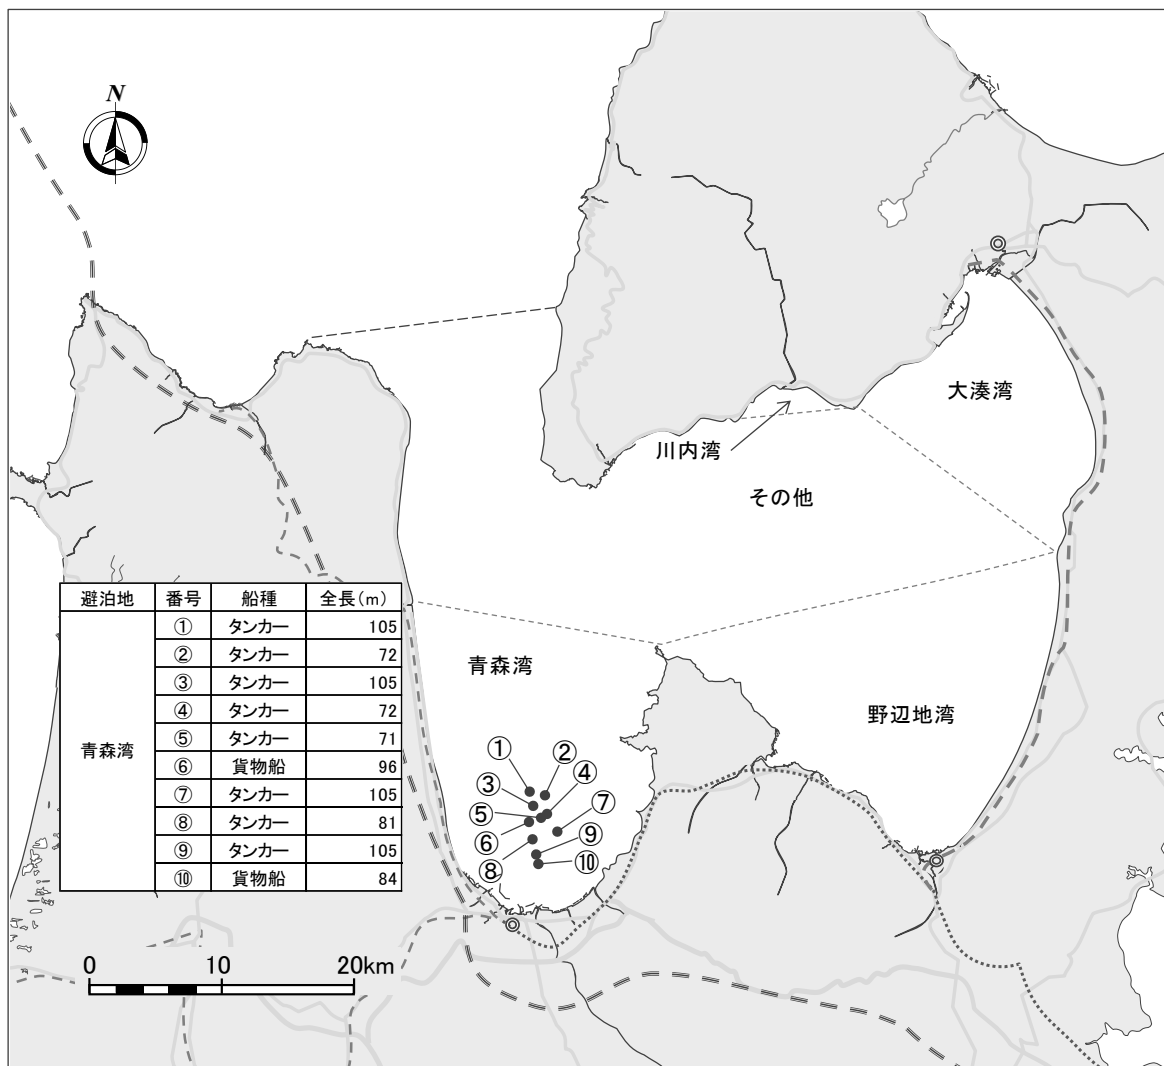 N
大湊湾
川内湾
その他
避泊地 番号 船種 全長(m)
青森湾
① タンカー 105
② タンカー 72
③ タンカー 105
④ タンカー 72
⑤ タンカー 71
⑥ 貨物船 96
⑦ タンカー 105
⑧ タンカー 81
⑨ タンカー 105
⑩ 貨物船 84
青森湾
野辺地湾
①
②
③
④
⑤
⑥
⑦
⑧
⑨
⑩
0 10 20km